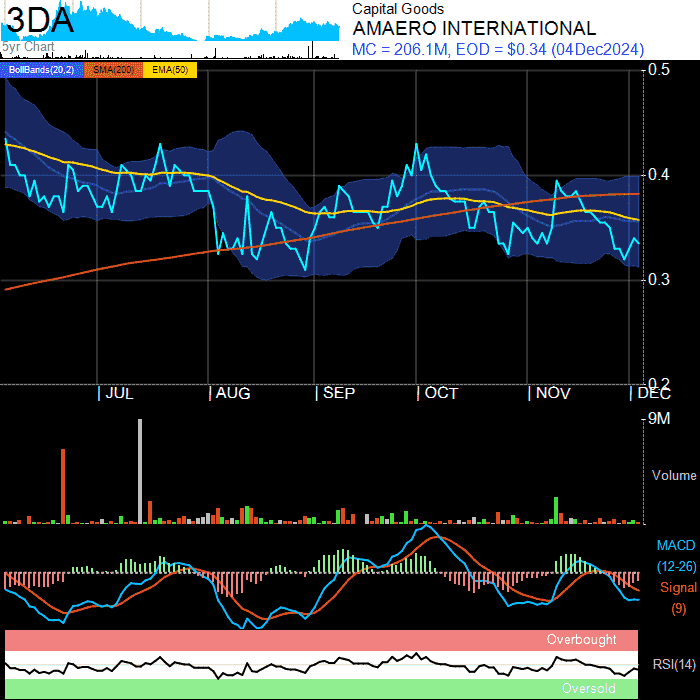 3DA
5yr Chart
Capital Goods
AMAERO INTERNATIONAL
MC = 206.1M, EOD = $0.34 (04Dec2024)
BollBands(20,2) SMA(200) EMA(50)
0.5
0.4
0.3
0.2
| JUL | AUG | SEP | OCT | NOV | DEC
9M
Volume
MACD
(12-26)
Signal
(9)
Overbought
RSI(14)
Oversold